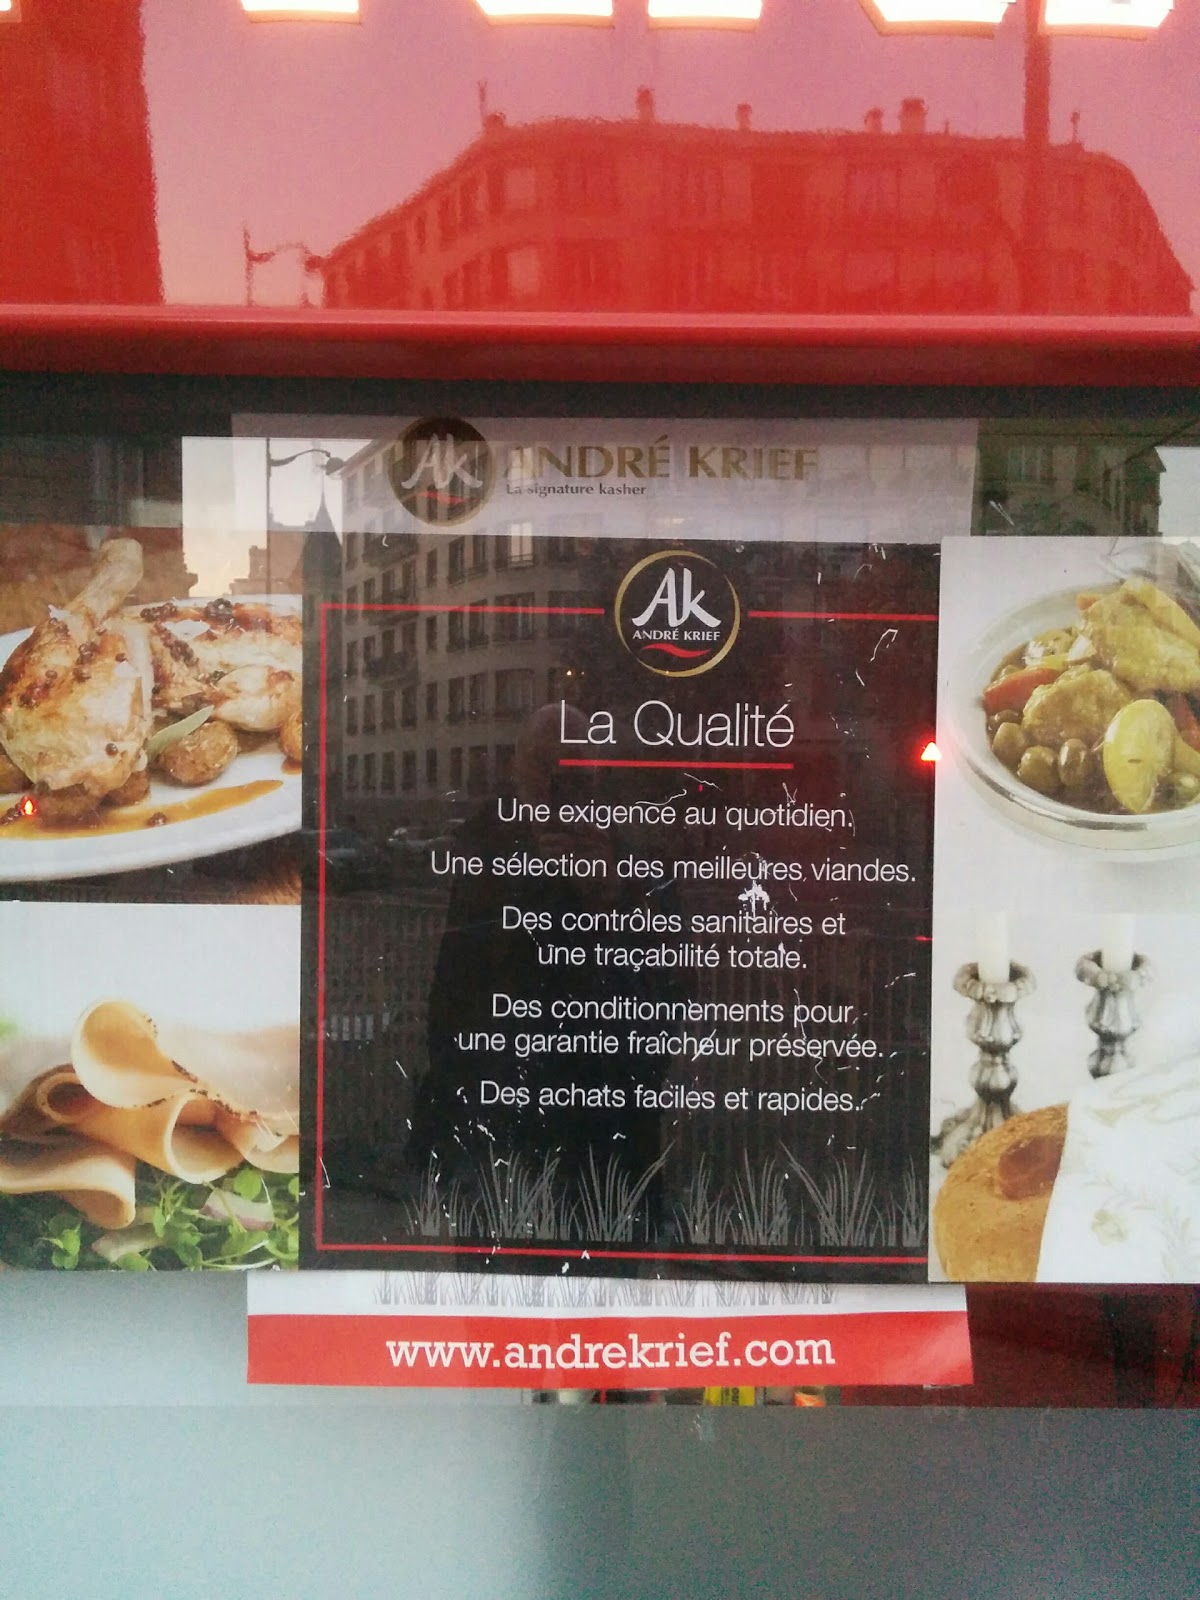 Ak
ANDRÉ KRIEF
La signature kasher
Ak
ANDRÉ KRIEF
La Qualité
Une exigence au quotidien.
Une sélection des meilleures viandes.
Des contrôles sanitaires et
une traçabilité totale.
Des conditionnements pour
une garantie fraîcheur préservée.
Des achats faciles et rapides.
www.andrekrief.com